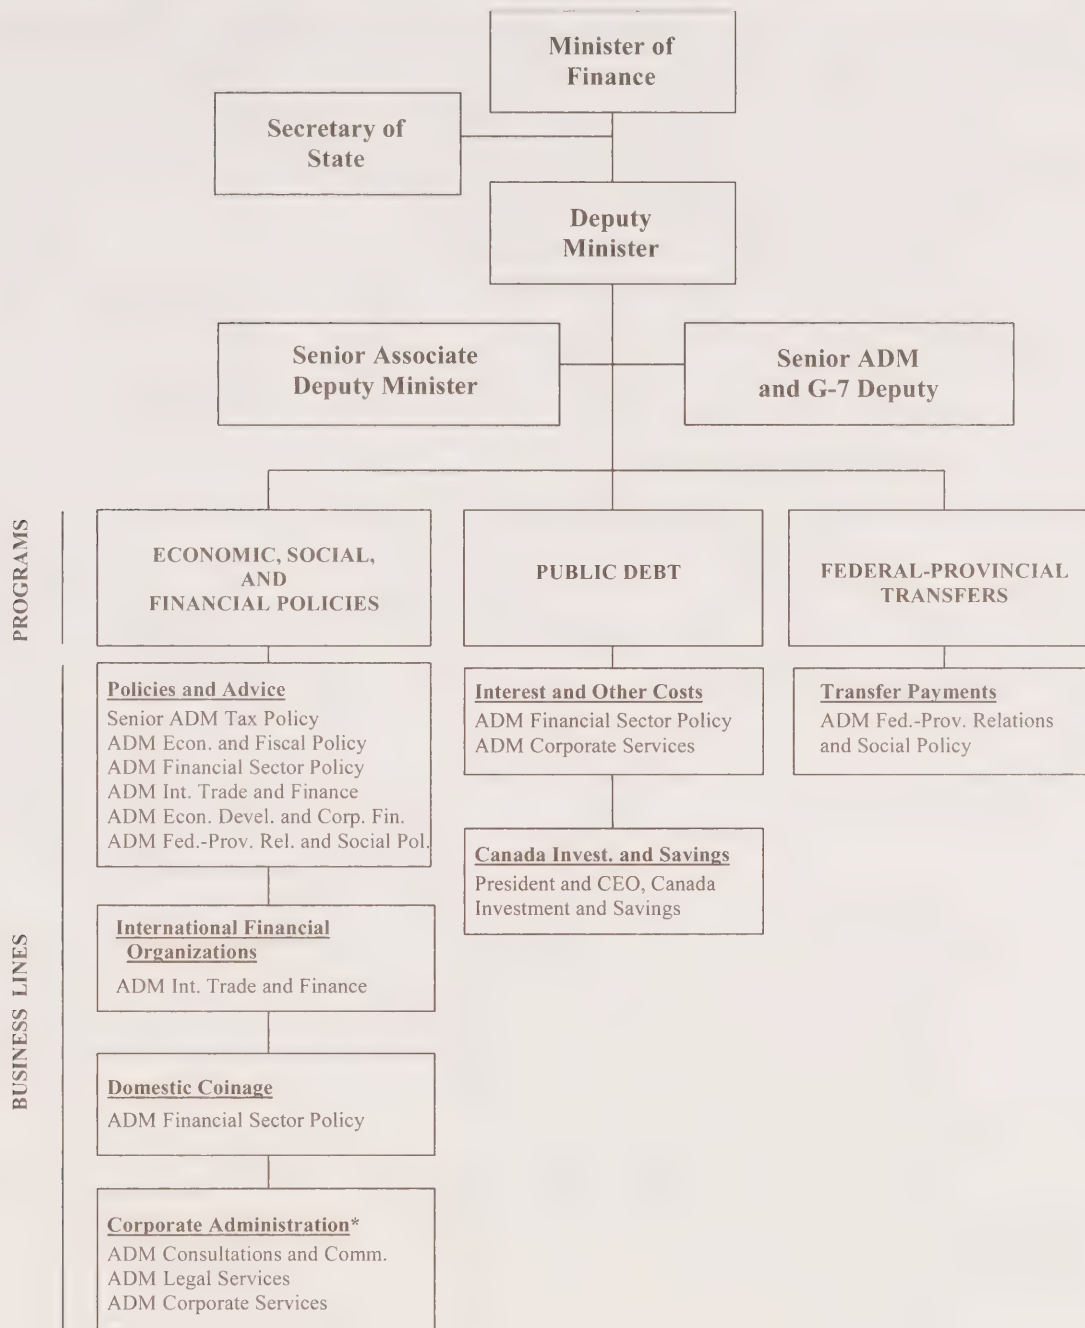 Minister of
Finance
Secretary of
State
Deputy
Minister
Senior Associate
Deputy Minister
Senior ADM
and G-7 Deputy
PROGRAMS
ECONOMIC, SOCIAL,
AND
FINANCIAL POLICIES
PUBLIC DEBT
FEDERAL-PROVINCIAL
TRANSFERS
BUSINESS LINES
Policies and Advice
Senior ADM Tax Policy
ADM Econ. and Fiscal Policy
ADM Financial Sector Policy
ADM Int. Trade and Finance
ADM Econ. Devel. and Corp. Fin.
ADM Fed.-Prov. Rel. and Social Pol.
International Financial
Organizations
ADM Int. Trade and Finance
Domestic Coinage
ADM Financial Sector Policy
Corporate Administration*
ADM Consultations and Comm.
ADM Legal Services
ADM Corporate Services
Interest and Other Costs
ADM Financial Sector Policy
ADM Corporate Services
Canada Invest. and Savings
President and CEO, Canada
Investment and Savings
Transfer Payments
ADM Fed.-Prov. Relations
and Social Policy